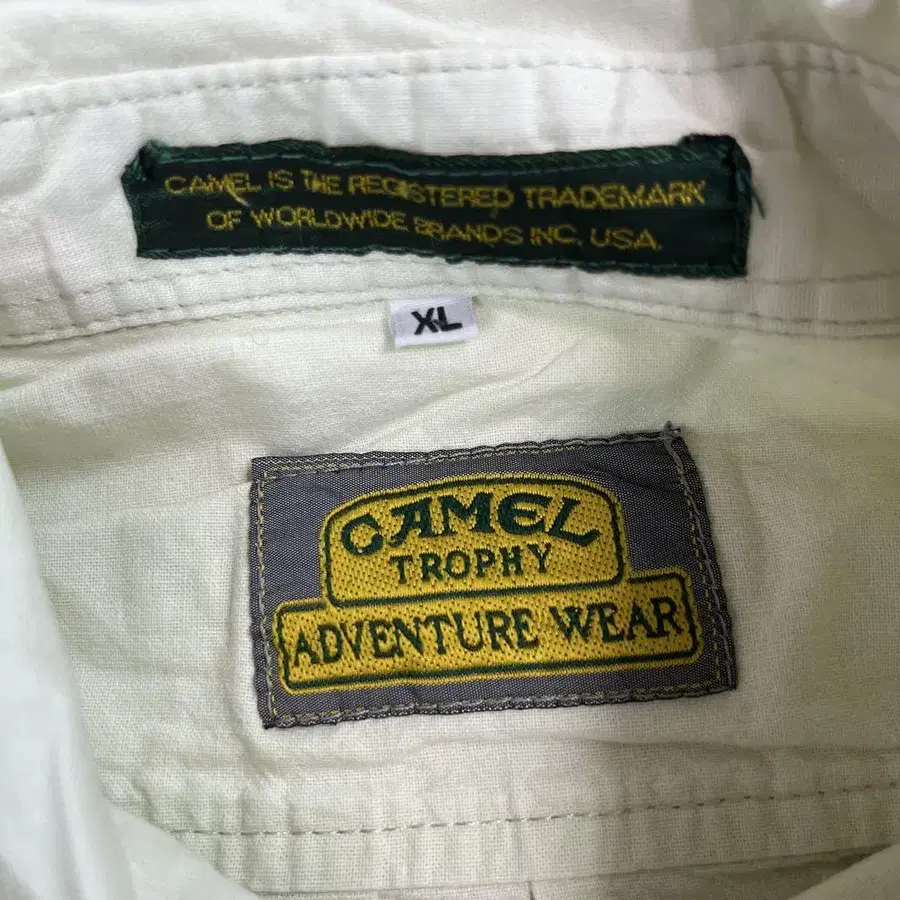 CAMEL IS THE REGISTERED TRADEMARK
OF WORLDWIDE BRANDS INC, USA.
XL
CAMEL
TROPHY
ADVENTURE WEAR